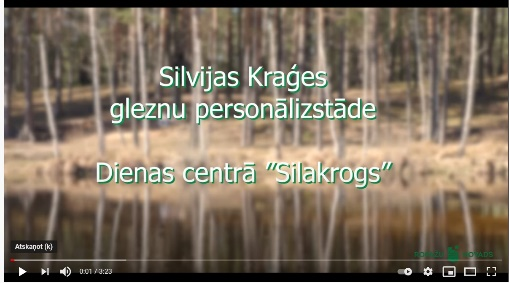 Silvijas Kraģes
gleznu personālizstāde
Dienas centrā ”Silakrogs”
Atskaņot (k)
0:01 / 3:23